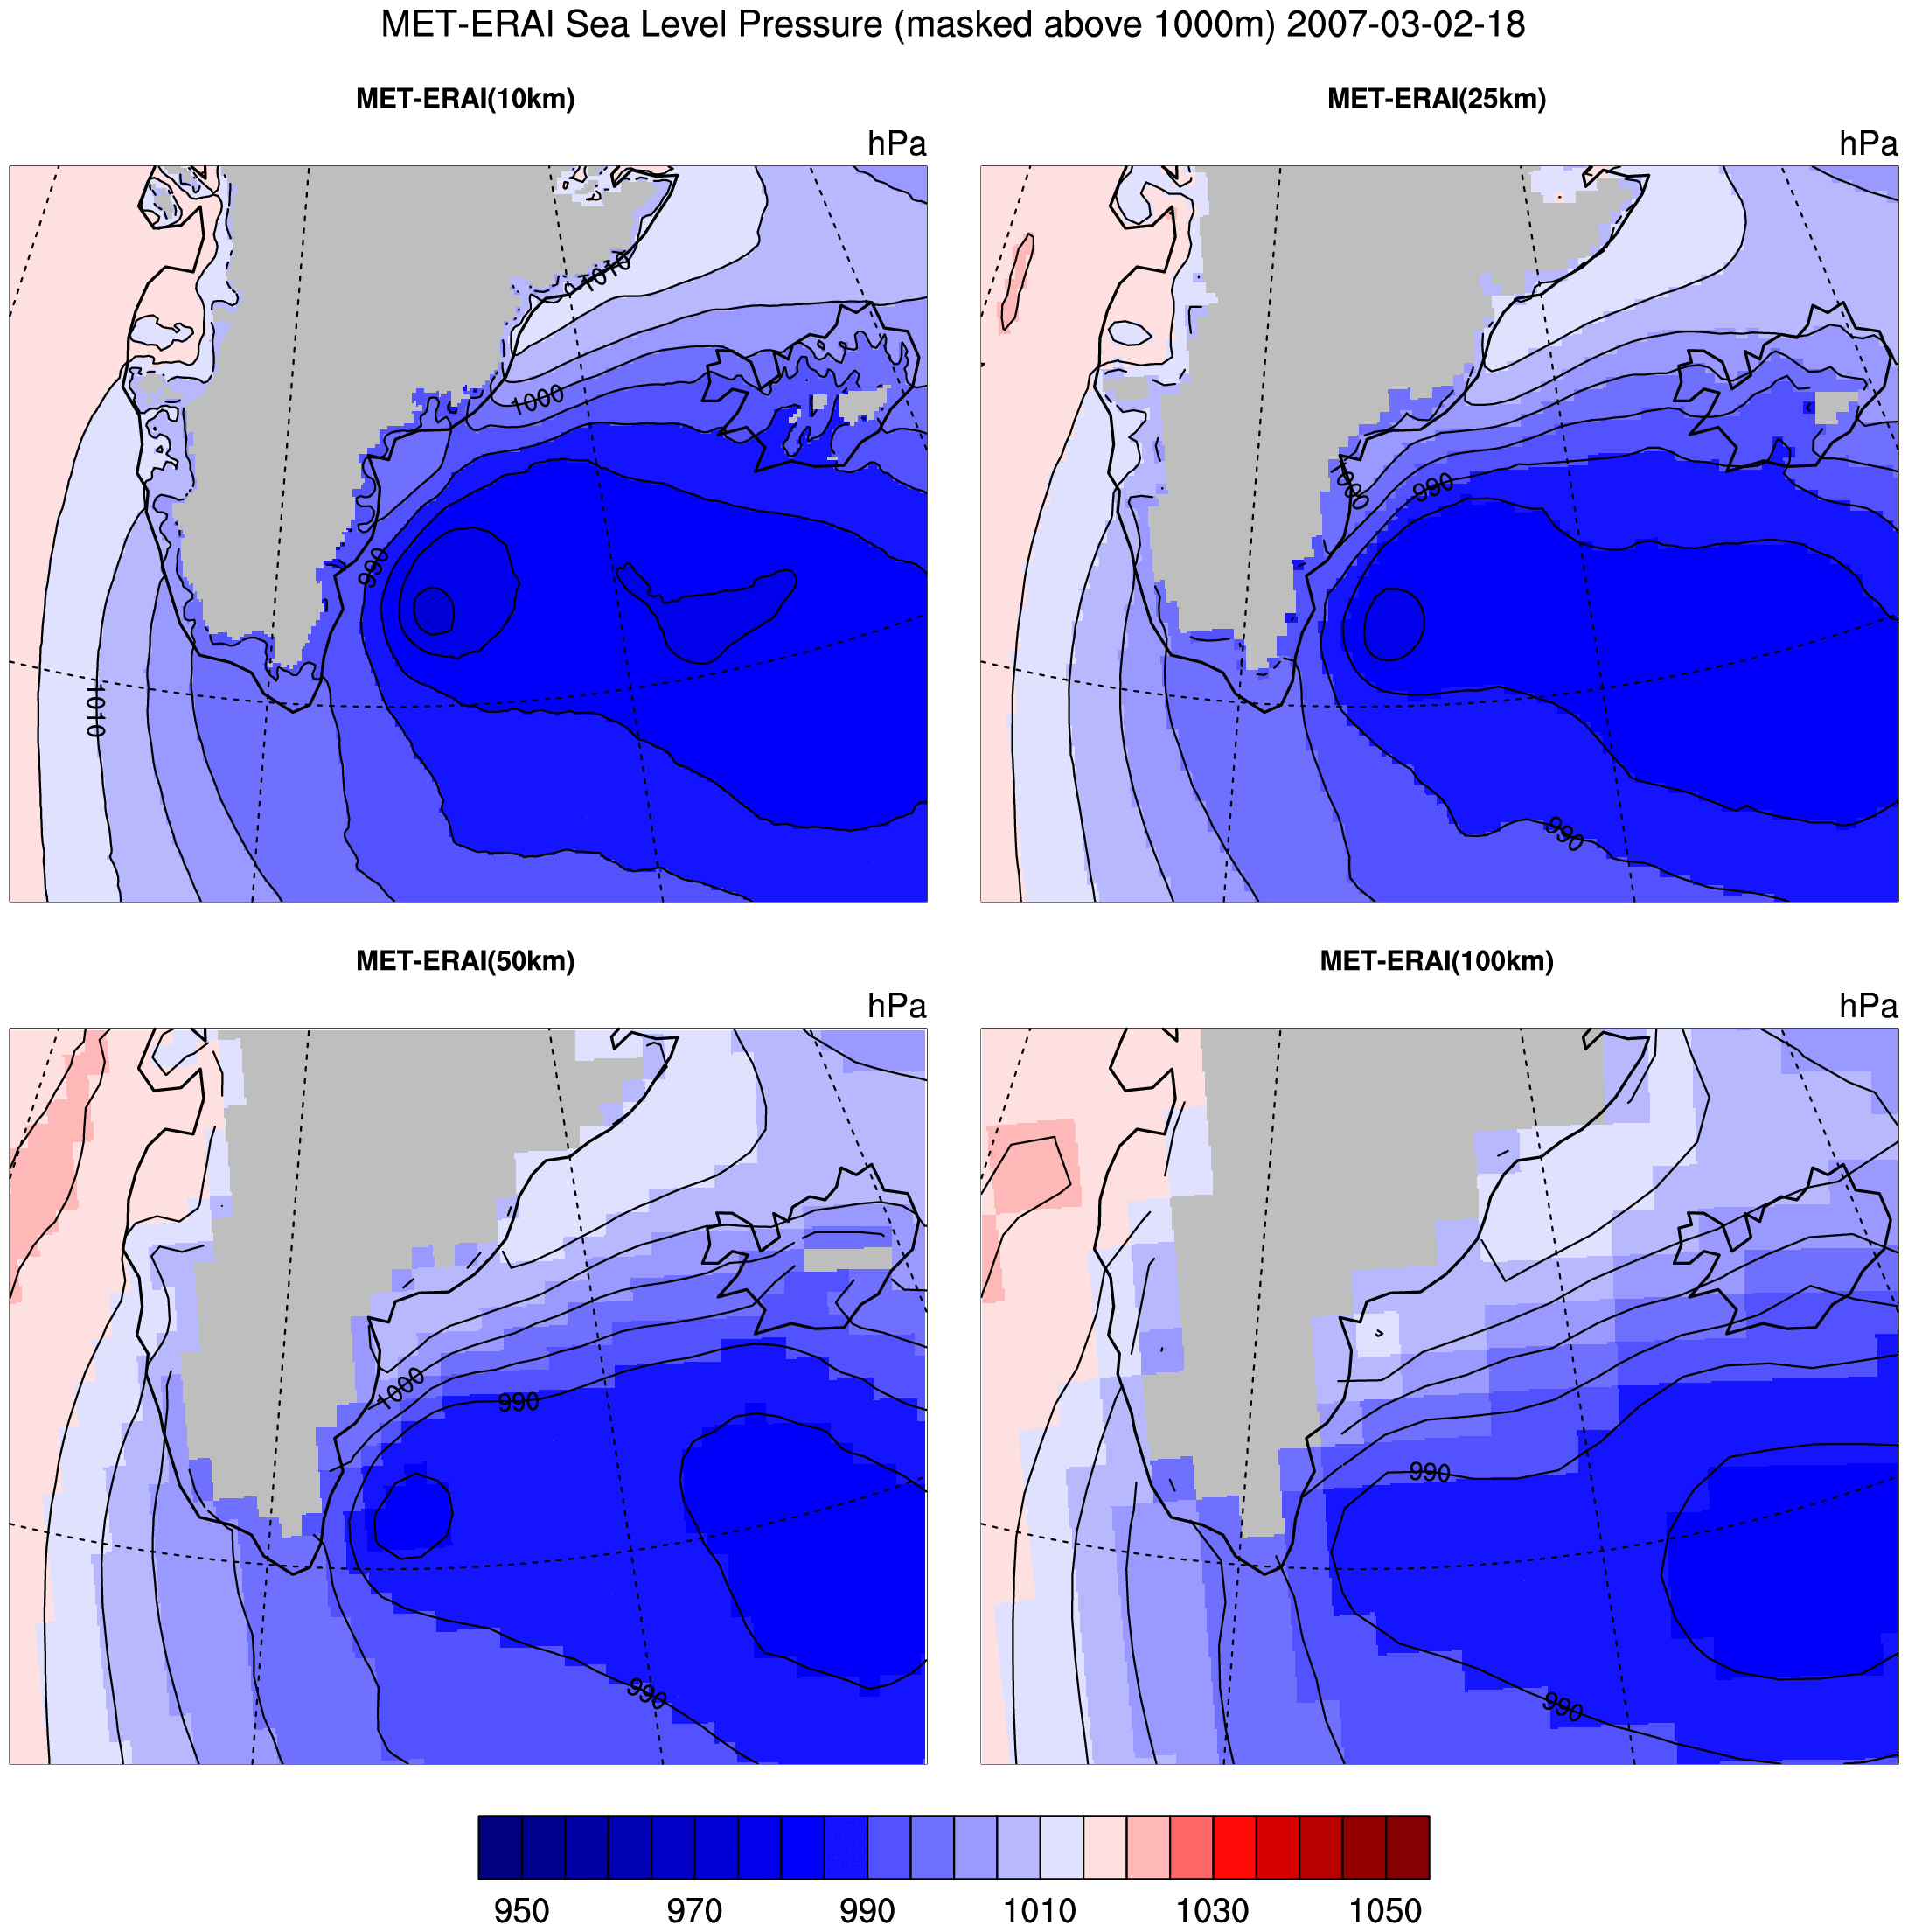 MET-ERAI Sea Level Pressure (masked above 1000m) 2007-03-02-18
MET-ERAI(10km)
MET-ERAI(25km)
hPa
hPa
1010
1000
990
1010
990
1000
990
MET-ERAI(50km)
MET-ERAI(100km)
hPa
hPa
1000
990
990
990
990
950 970 990 1010 1030 1050